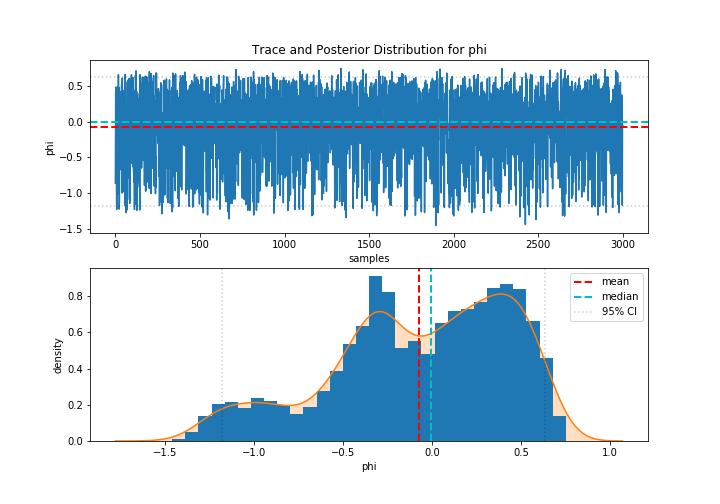 Trace and Posterior Distribution for phi
0.5
0.0
−0.5
−1.0
−1.5
phi
0
500
1000
1500
2000
2500
3000
samples
0.8
0.6
0.4
0.2
0.0
density
mean
median
95% CI
−1.5
−1.0
−0.5
0.0
0.5
1.0
phi